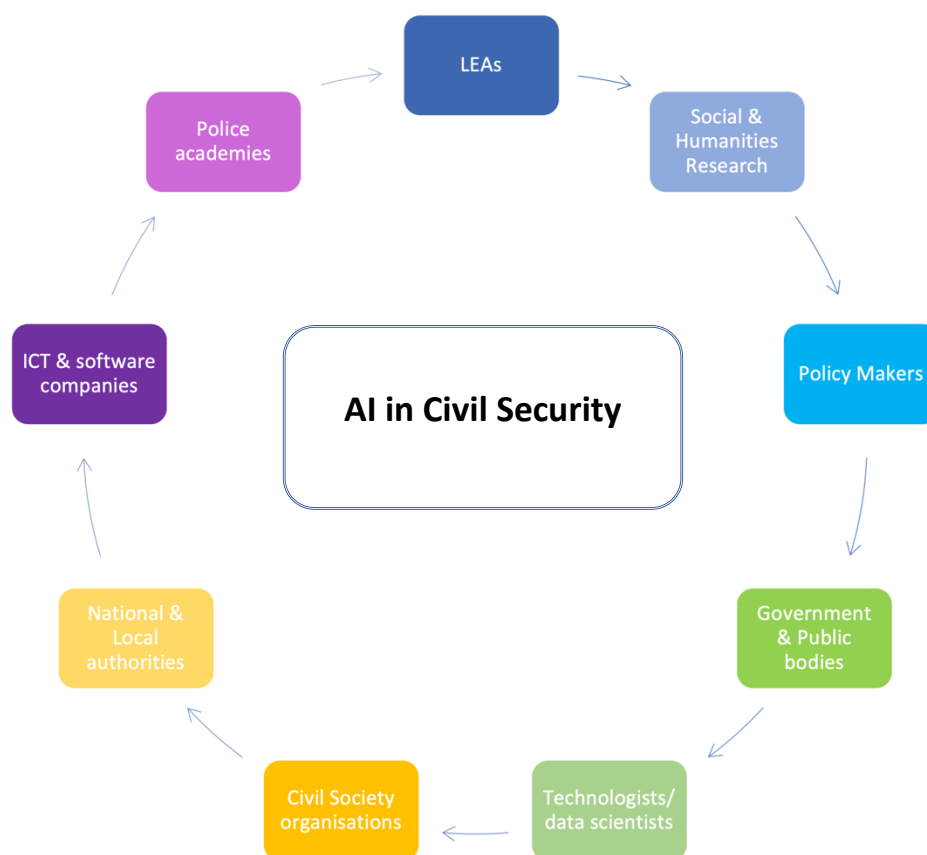 LEAs
Social &
Humanities
Research
Policy Makers
Government
& Public
bodies
Technologists/
data scientists
Civil Society
organisations
National &
Local
authorities
ICT & software
companies
Police
academies
AI in Civil Security